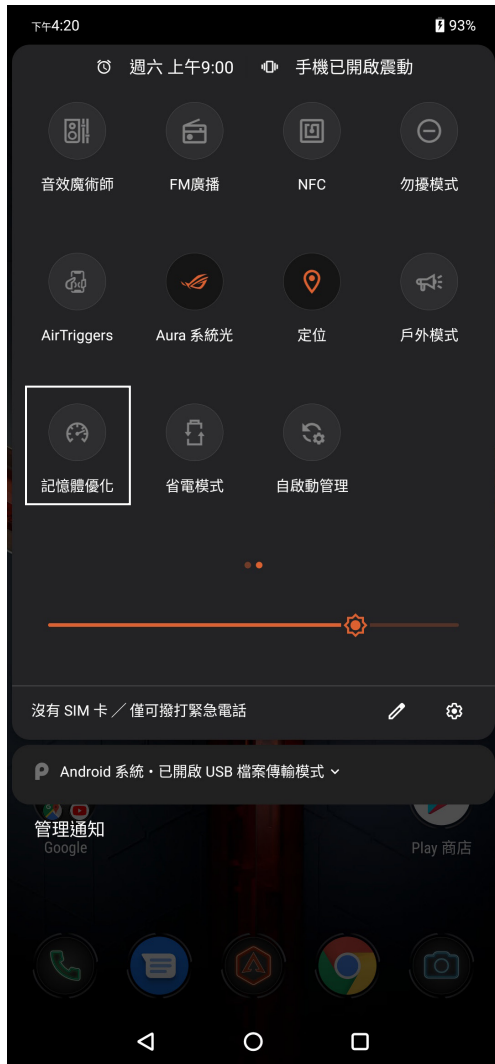 下午4:20
93%
週六 上午9:00
手機已開啟震動
音效魔術師
FM廣播
NFC
勿擾模式
AirTriggers
Aura 系統光
定位
戶外模式
記憶體優化
省電模式
自啟動管理
沒有 SIM 卡／僅可撥打緊急電話
Android 系統・已開啟 USB 檔案傳輸模式
管理通知
Google
Play 商店